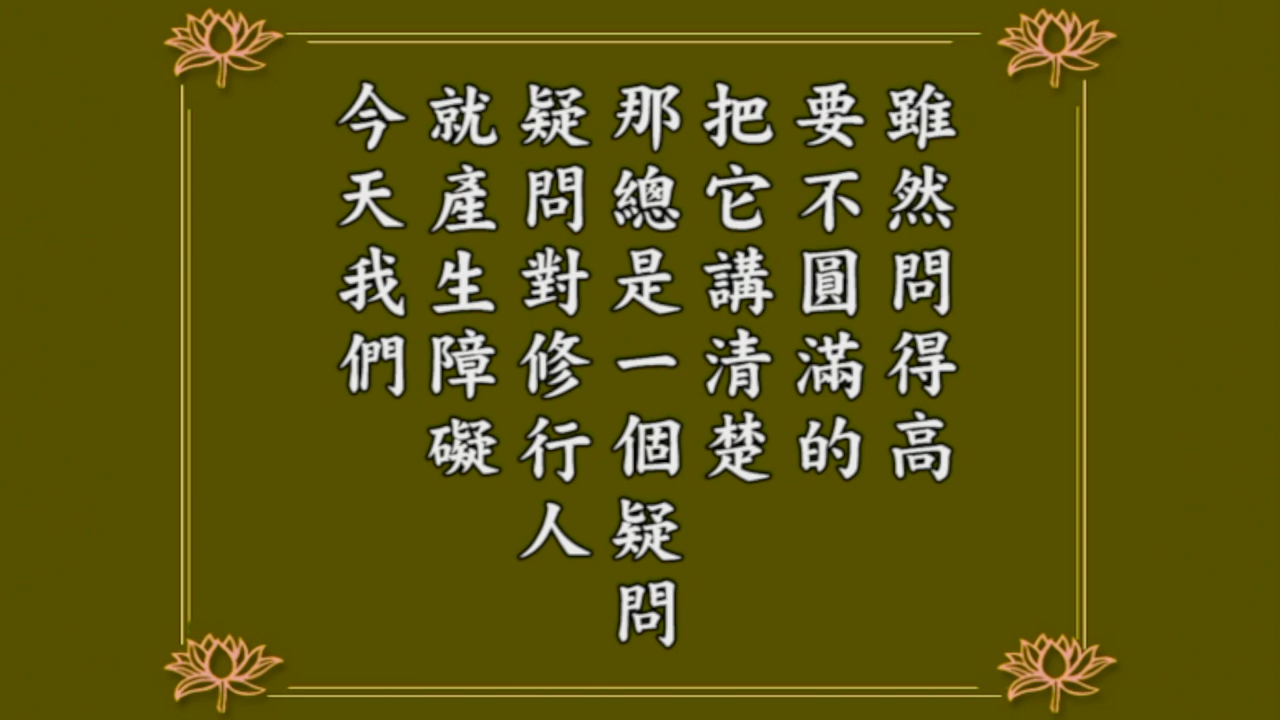 雖然問得高
要不圓滿的
把它講清楚
那總是一個疑問
疑問對修行人
就產生障礙
今天我們